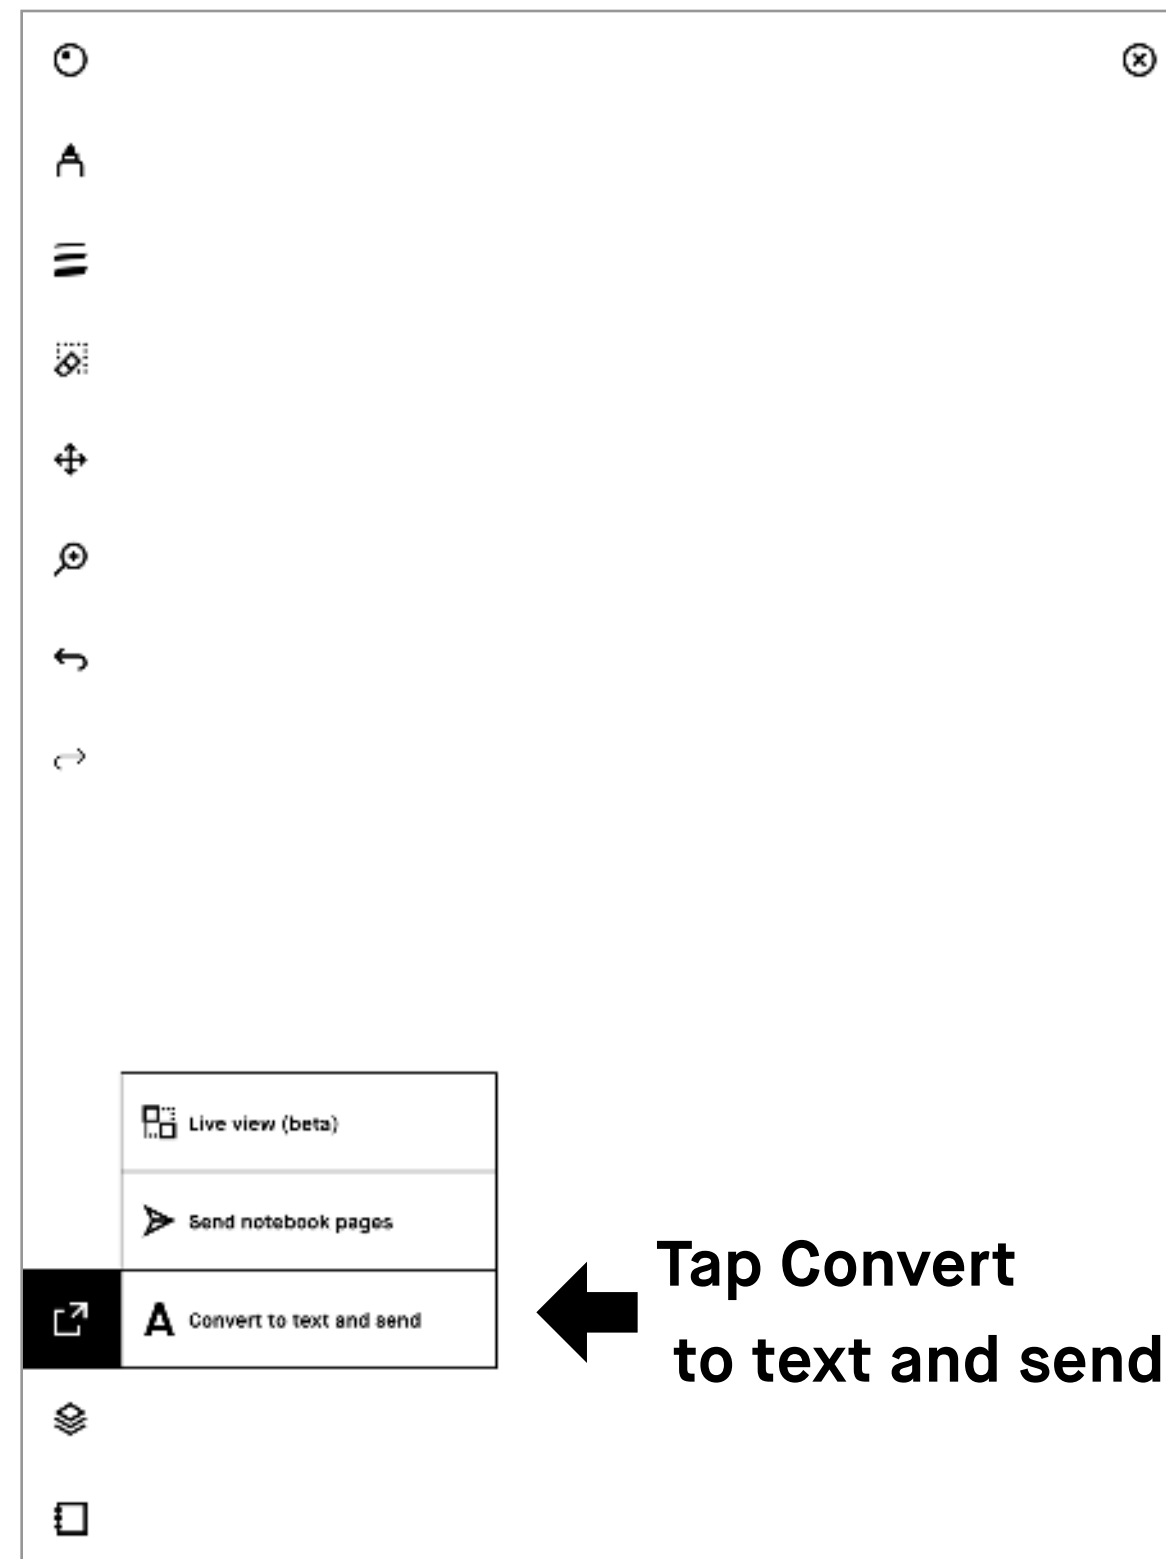 Live view (beta)
Send notebook pages
Convert to text and send
Tap Convert
to text and send